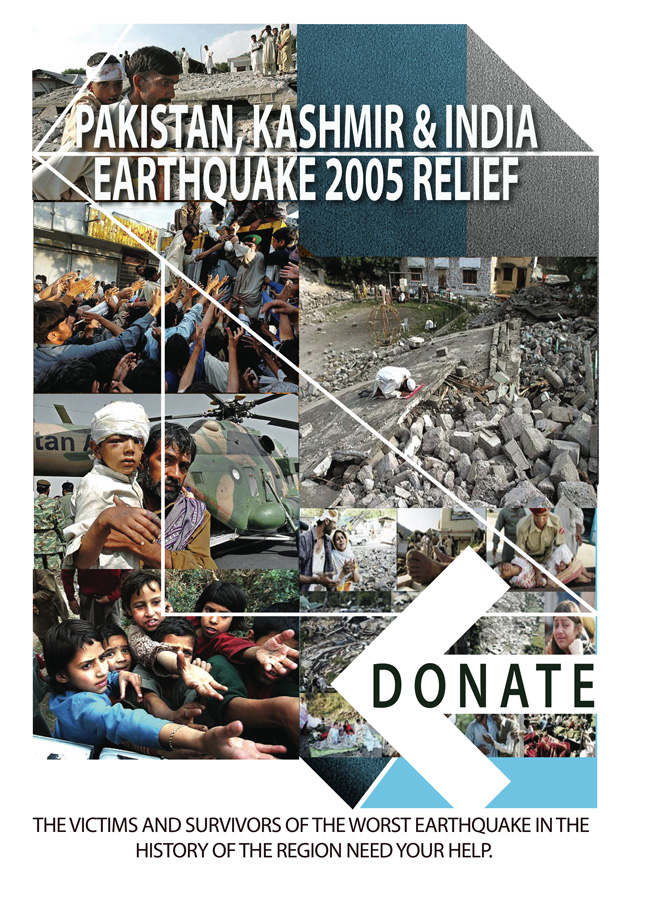 PAKISTAN, KASHMIR & INDIA
EARTHQUAKE 2005 RELIEF
tan A
DONATE
THE VICTIMS AND SURVIVORS OF THE WORST EARTHQUAKE IN THE
HISTORY OF THE REGION NEED YOUR HELP.